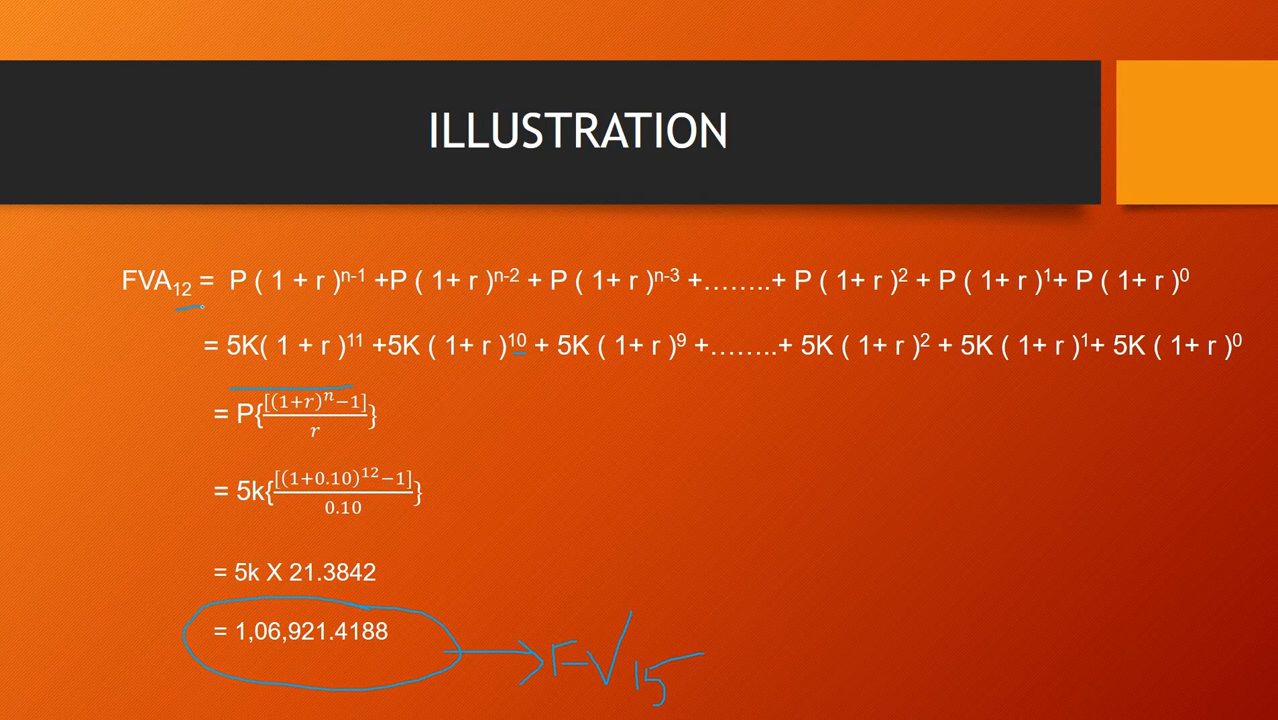 ILLUSTRATION
FVA₁₂ = P ( 1 + r )ⁿ⁻¹ +P ( 1+ r )ⁿ⁻² + P ( 1+ r )ⁿ⁻³ +……..+ P ( 1+ r )² + P ( 1+ r )¹+ P ( 1+ r )⁰
= 5K( 1 + r )¹¹ +5K ( 1+ r )¹⁰ + 5K ( 1+ r )⁹ +……..+ 5K ( 1+ r )² + 5K ( 1+ r )¹+ 5K ( 1+ r )⁰
= P{[(1+r)ⁿ−1]/r}
= 5k{[(1+0.10)¹²−1]/0.10}
= 5k X 21.3842
= 1,06,921.4188
FV₁₅